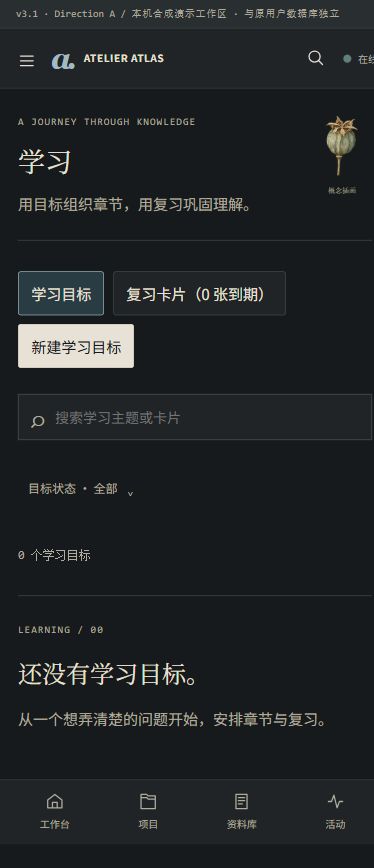 v3.1 · Direction A / 本机合成演示工作区 · 与原用户数据库独立
a. ATELIER ATLAS
在
A JOURNEY THROUGH KNOWLEDGE
学习
概念插画
用目标组织章节，用复习巩固理解。
学习目标
复习卡片（0 张到期）
新建学习目标
搜索学习主题或卡片
目标状态 · 全部
0 个学习目标
LEARNING / 00
还没有学习目标。
从一个想弄清楚的问题开始，安排章节与复习。
工作台
项目
资料库
活动